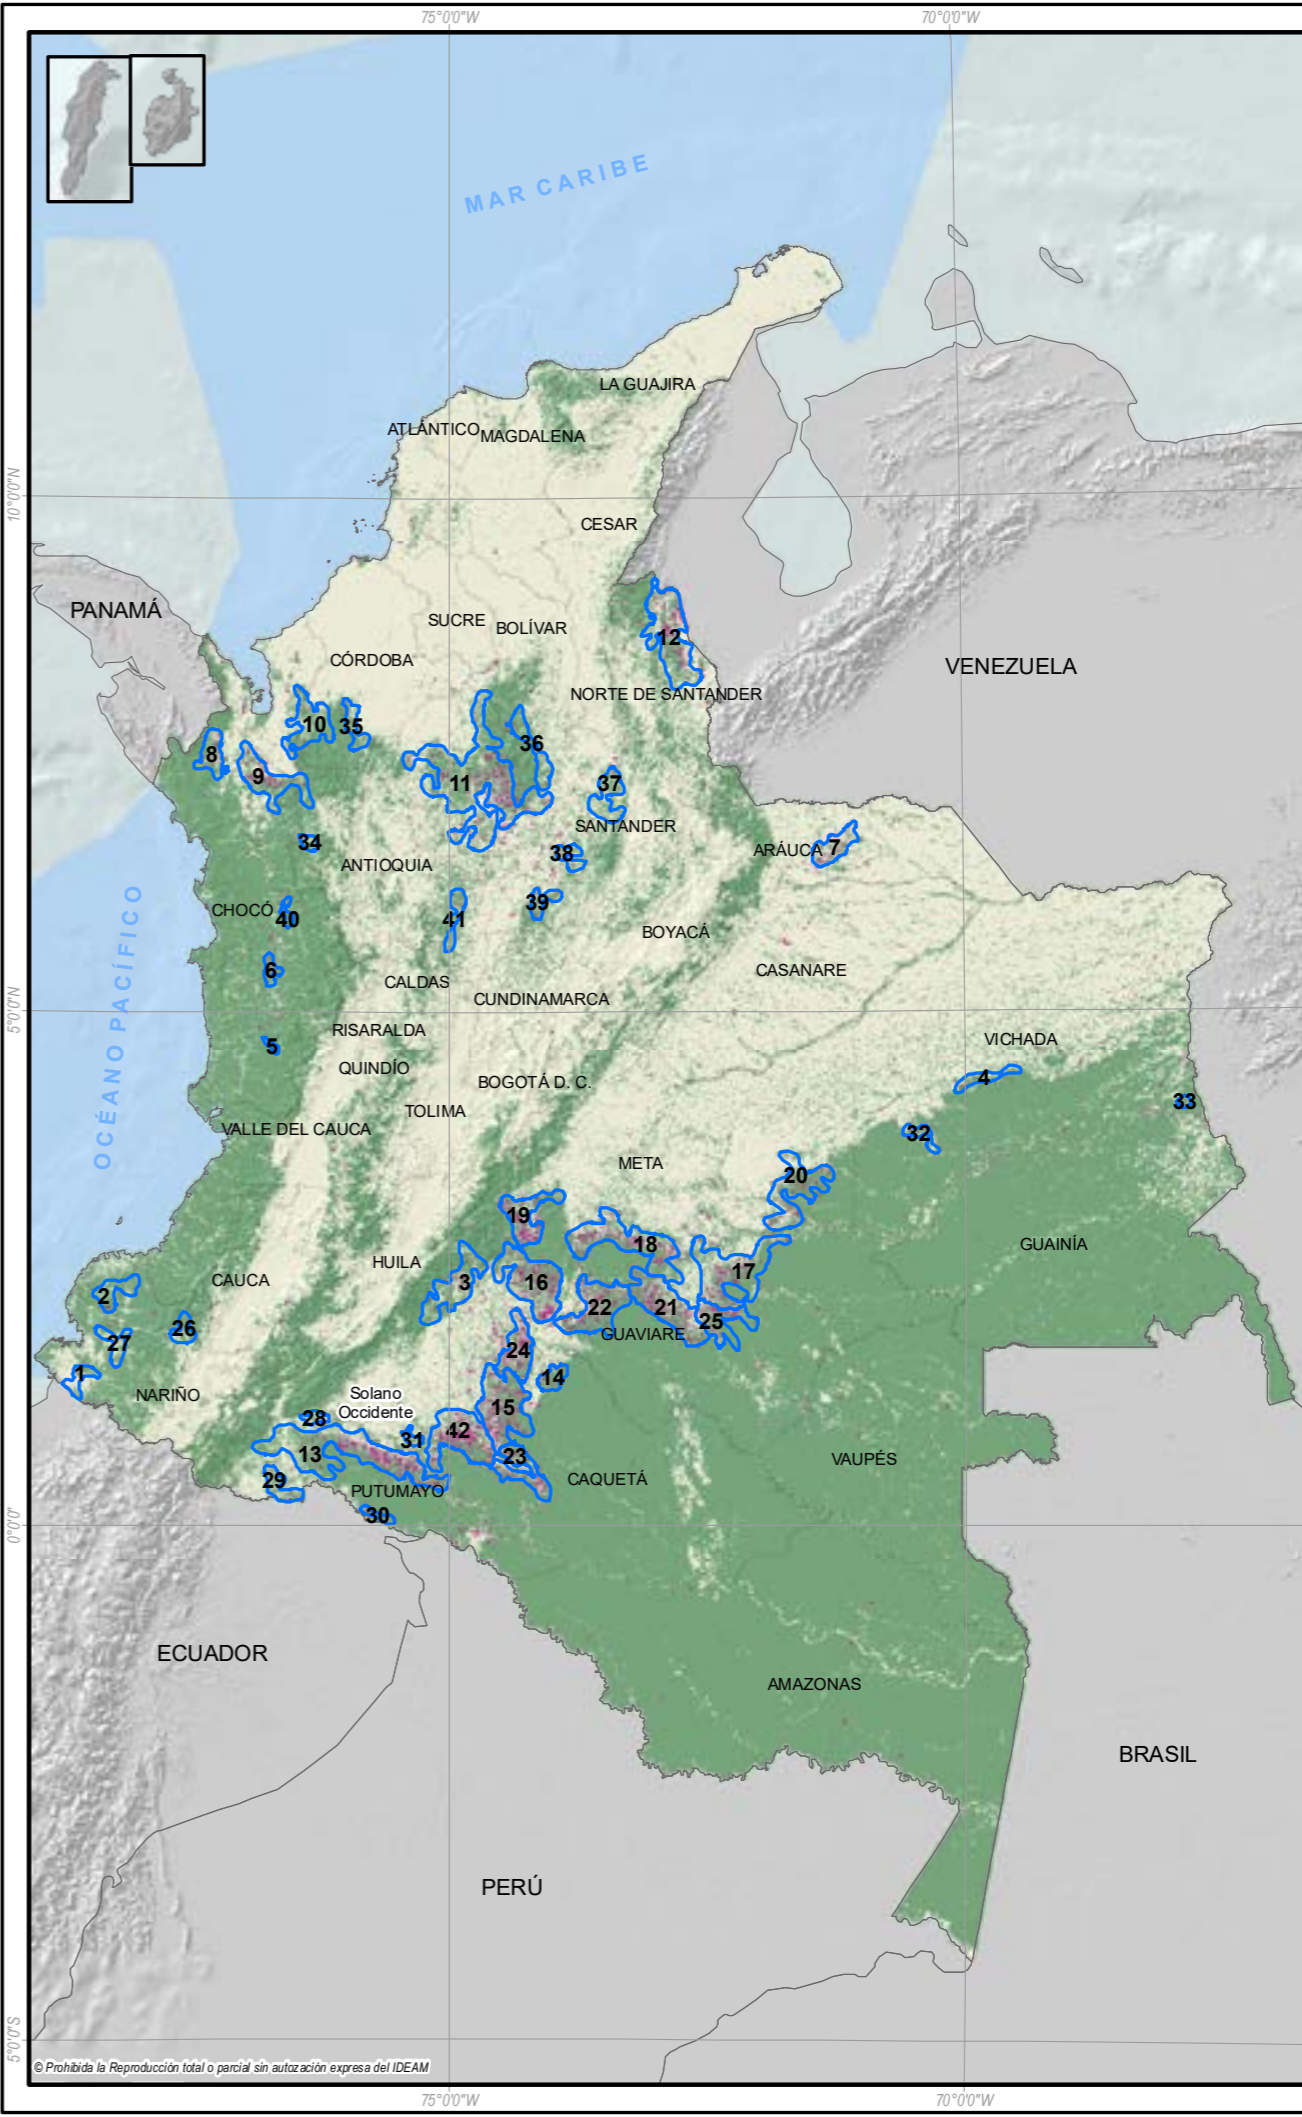 75°0'0"W
70°0'0"W
MAR CARIBE
LA GUAJIRA
ATLÁNTICO
MAGDALENA
10°0'0"N
CESAR
PANAMÁ
SUCRE
BOLÍVAR
12
CÓRDOBA
VENEZUELA
NORTE DE SANTANDER
10
35
36
8
9
11
37
SANTANDER
34
ARAUCA
7
38
ANTIOQUIA
39
CHOCÓ
40
41
BOYACÁ
OCÉANO PACÍFICO
6
CASANARE
CALDAS
CUNDINAMARCA
5°0'0"N
RISARALDA
5
VICHADA
QUINDÍO
BOGOTÁ D. C.
4
TOLIMA
33
VALLE DEL CAUCA
32
META
20
19
18
GUAINÍA
HUILA
17
CAUCA
3
16
2
22
21
25
26
GUAVIARE
27
24
1
14
NARIÑO
Solano
Occidente
15
28
42
31
13
23
VAUPÉS
29
CAQUETÁ
PUTUMAYO
30
0°0'0"
ECUADOR
AMAZONAS
BRASIL
PERÚ
5°0'0"S
© Prohibida la Reproducción total o parcial sin autozación expresa del IDEAM
75°0'0"W
70°0'0"W